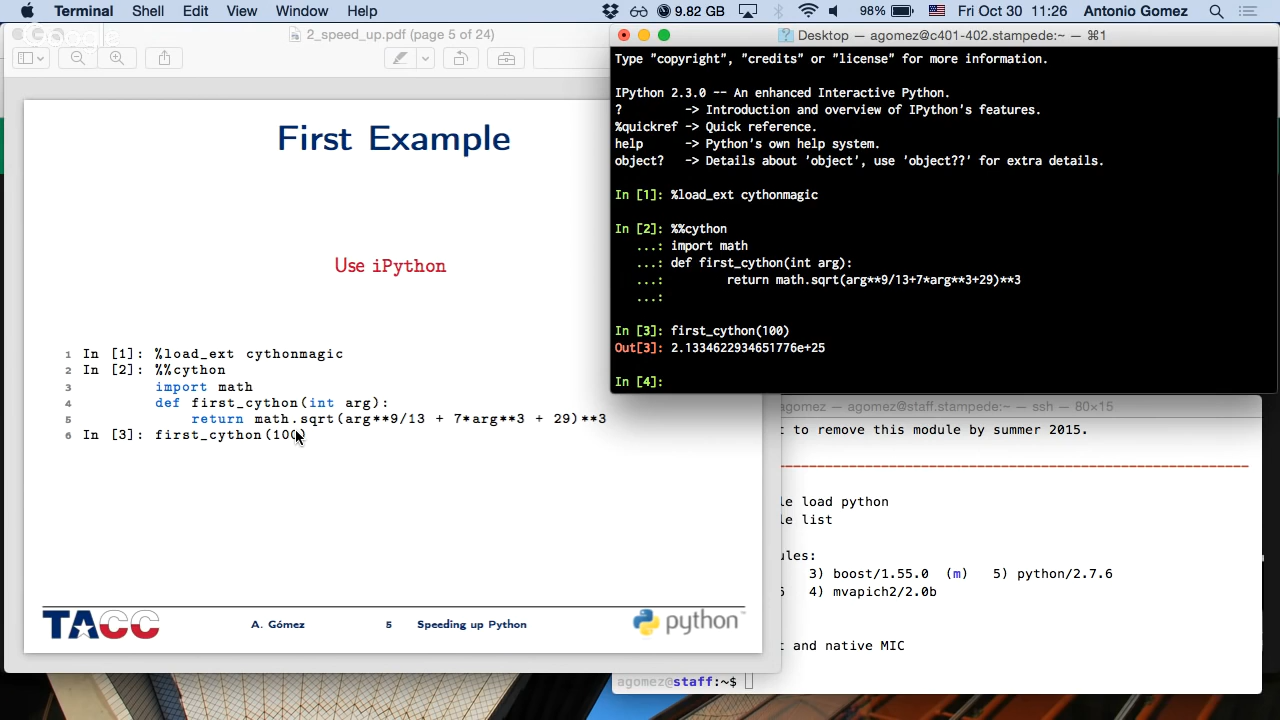 Terminal Shell Edit View Window Help 9.82 GB 98% Fri Oct 30 11:26 Antonio Gomez
2_speed_up.pdf (page 5 of 24)
First Example
Use iPython
1 In [1]: %load_ext cythonmagic
2 In [2]: %%cython
3 import math
4 def first_cython(int arg):
5 return math.sqrt(arg**9/13 + 7*arg**3 + 29)**3
6 In [3]: first_cython(100)
TACC A. Gómez 5 Speeding up Python python
Desktop — agomez@c401-402.stampede:~ — ⌘1
Type "copyright", "credits" or "license" for more information.
IPython 2.3.0 -- An enhanced Interactive Python.
? -> Introduction and overview of IPython's features.
%quickref -> Quick reference.
help -> Python's own help system.
object? -> Details about 'object', use 'object??' for extra details.
In [1]: %load_ext cythonmagic
In [2]: %%cython
...: import math
...: def first_cython(int arg):
...: return math.sqrt(arg**9/13+7*arg**3+29)**3
...:
In [3]: first_cython(100)
Out[3]: 2.1334622934651776e+25
In [4]:
agomez@staff.stampede:~ — ssh — 80×15
t to remove this module by summer 2015.
le load python
le list
ules:
3) boost/1.55.0 (m) 5) python/2.7.6
4) mvapich2/2.0b
t and native MIC
agomez@staff:~$